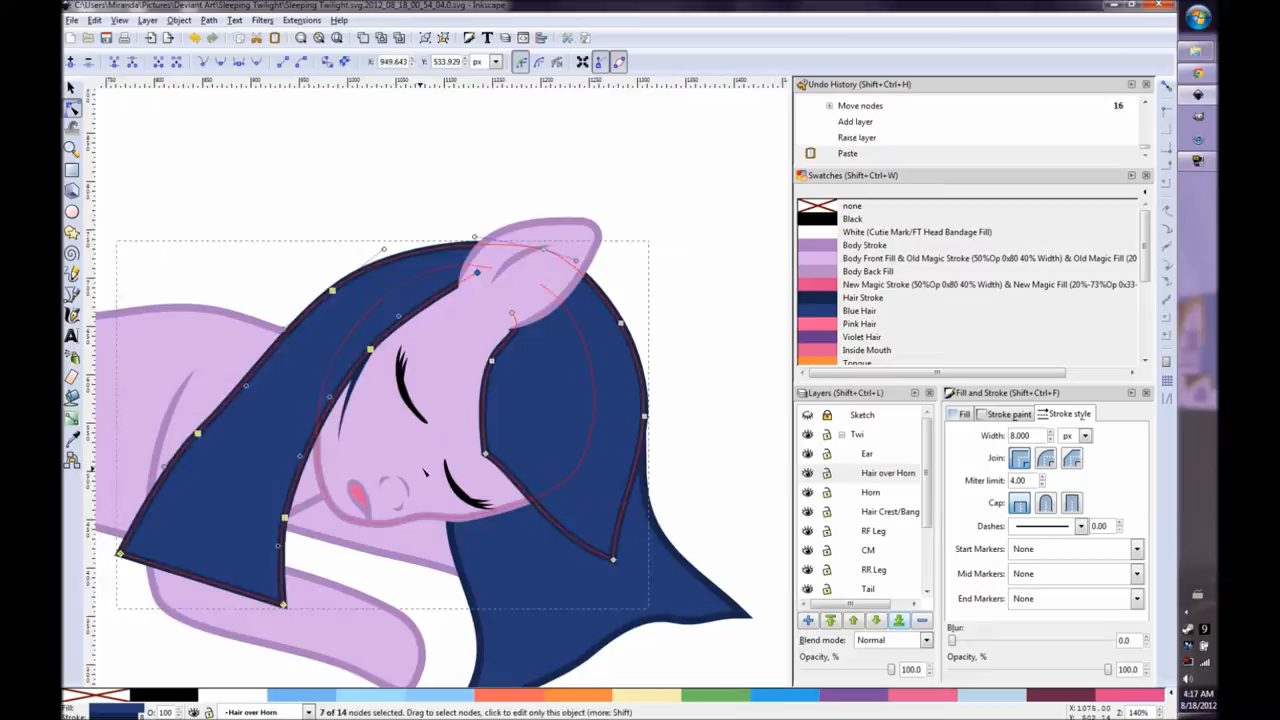 C:\Users\Miranda\Pictures\Deviant Art\Sleeping Twilight\Sleeping Twilight.svg.2012_08_18_00_54_04.0.svg - Inkscape
File Edit View Layer Object Path Text Filters Extensions Help
X: 949.643 Y: 533.929 px
Undo History (Shift+Ctrl+H)
Move nodes 16
Add layer
Raise layer
Paste
Swatches (Shift+Ctrl+W)
none
Black
White (Cutie Mark/FT Head Bandage Fill)
Body Stroke
Body Front Fill & Old Magic Stroke (50%Op 0x80 40% Width) & Old Magic Fill (20
Body Back Fill
New Magic Stroke (50%Op 0x80 40% Width) & New Magic Fill (20%-73%Op 0x33-
Hair Stroke
Blue Hair
Pink Hair
Violet Hair
Inside Mouth
Tongue
Layers (Shift+Ctrl+L)
Sketch
Twi
Ear
Hair over Horn
Horn
Hair Crest/Bang
RF Leg
CM
RR Leg
Tail
Blend mode: Normal
Opacity, % 100.0
Fill and Stroke (Shift+Ctrl+F)
Fill Stroke paint Stroke style
Width: 8.000 px
Join:
Miter limit: 4.00
Cap:
Dashes: 0.00
Start Markers: None
Mid Markers: None
End Markers: None
Blur:
0.0
Opacity, %
100.0
Fill:
Stroke: 8
O: 100
Hair over Horn
7 of 14 nodes selected. Drag to select nodes, click to edit only this object (more: Shift)
X: 1075.00
Z: 140%
9
4:17 AM
8/18/2012